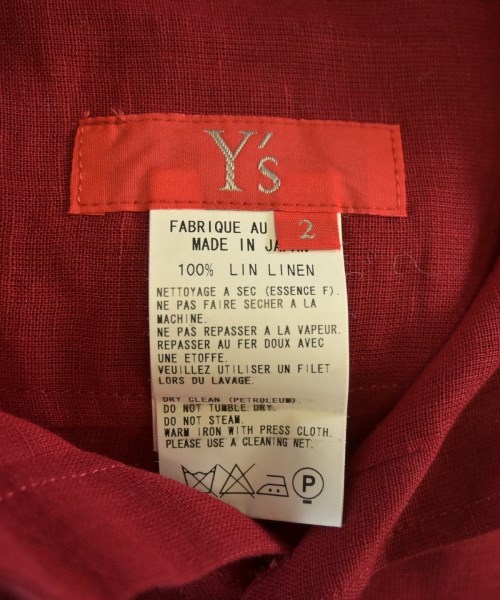 Y's
2
FABRIQUE AU
MADE IN JAPAN
100% LIN LINEN
NETTOYAGE A SEC (ESSENCE F).
NE PAS FAIRE SECHER A LA
MACHINE.
NE PAS REPASSER A LA VAPEUR.
REPASSER AU FER DOUX AVEC
UNE ETOFFE.
VEUILLEZ UTILISER UN FILET
LORS DU LAVAGE.
DRY CLEAN (PETROLEUM).
DO NOT TUMBLE DRY.
DO NOT STEAM.
WARM IRON WITH PRESS CLOTH.
PLEASE USE A CLEANING NET.
P